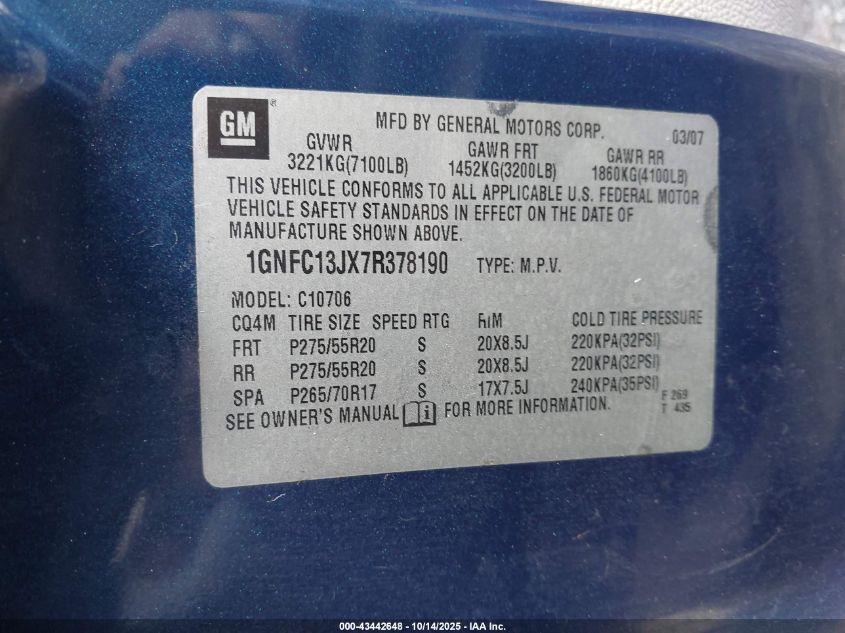 GM
MFD BY GENERAL MOTORS CORP. 03/07
GVWR GAWR FRT GAWR RR
3221KG(7100LB) 1452KG(3200LB) 1860KG(4100LB)
THIS VEHICLE CONFORMS TO ALL APPLICABLE U.S. FEDERAL MOTOR
VEHICLE SAFETY STANDARDS IN EFFECT ON THE DATE OF
MANUFACTURE SHOWN ABOVE.
1GNFC13JX7R378190 TYPE: M.P.V.
MODEL: C10706
CQ4M TIRE SIZE SPEED RTG RIM COLD TIRE PRESSURE
FRT P275/55R20 S 20X8.5J 220KPA(32PSI)
RR P275/55R20 S 20X8.5J 220KPA(32PSI)
SPA P265/70R17 S 17X7.5J 240KPA(35PSI)
F 269
SEE OWNER'S MANUAL i FOR MORE INFORMATION. T 435
000-43442648 - 10/14/2025 - IAA Inc.